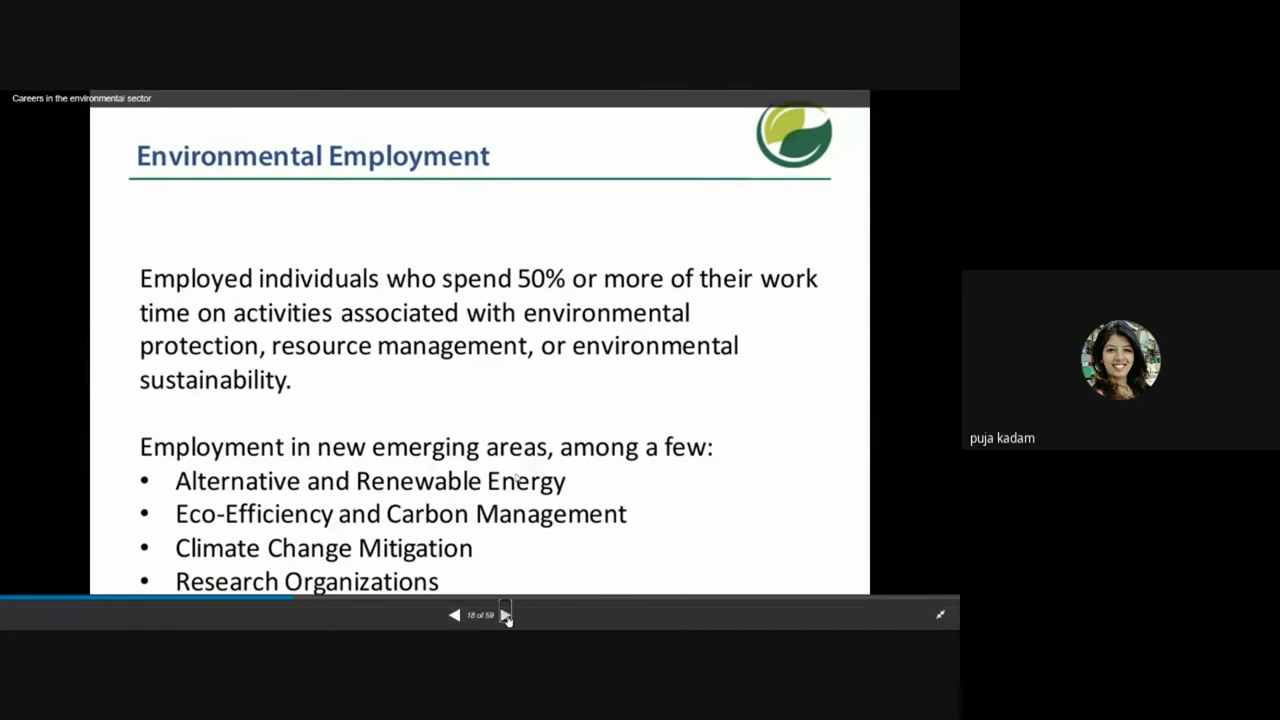 Careers in the environmental sector
Environmental Employment
Employed individuals who spend 50% or more of their work
time on activities associated with environmental
protection, resource management, or environmental
sustainability.
Employment in new emerging areas, among a few:
• Alternative and Renewable Energy
• Eco-Efficiency and Carbon Management
• Climate Change Mitigation
• Research Organizations
18 of 59
puja kadam